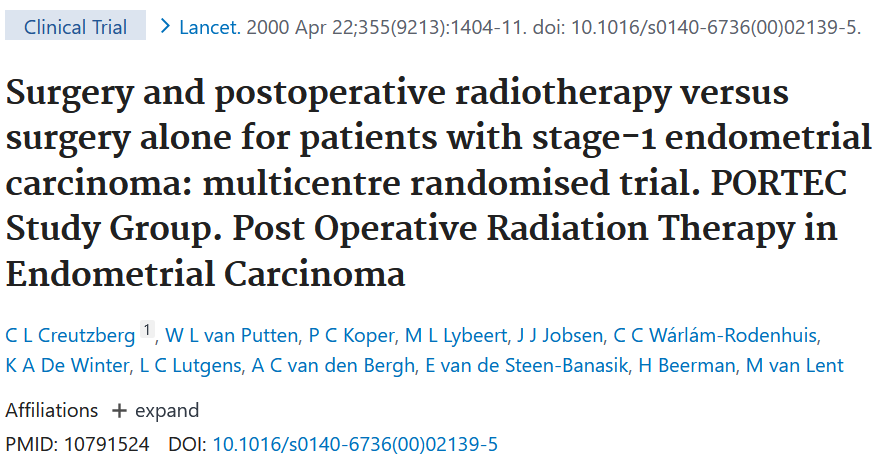 Clinical Trial > Lancet. 2000 Apr 22;355(9213):1404-11. doi: 10.1016/s0140-6736(00)02139-5.
Surgery and postoperative radiotherapy versus
surgery alone for patients with stage-1 endometrial
carcinoma: multicentre randomised trial. PORTEC
Study Group. Post Operative Radiation Therapy in
Endometrial Carcinoma
C L Creutzberg 1, W L van Putten, P C Koper, M L Lybeert, J J Jobsen, C C Wárlám-Rodenhuis,
K A De Winter, L C Lutgens, A C van den Bergh, E van de Steen-Banasik, H Beerman, M van Lent
Affiliations + expand
PMID: 10791524 DOI: 10.1016/s0140-6736(00)02139-5